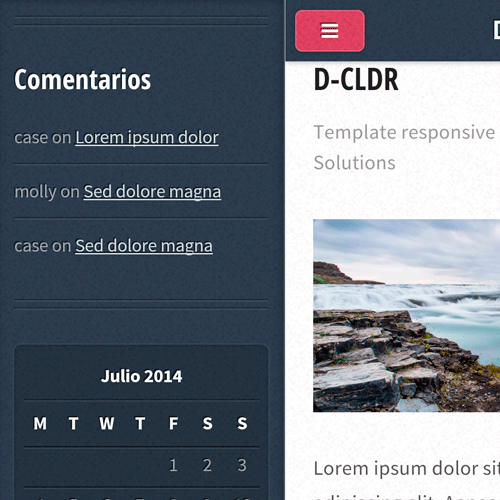 Comentarios
case on Lorem ipsum dolor
molly on Sed dolore magna
case on Sed dolore magna
Julio 2014
M T W T F S S
1 2 3
D-CLDR
Template responsive
Solutions
Lorem ipsum dolor sit